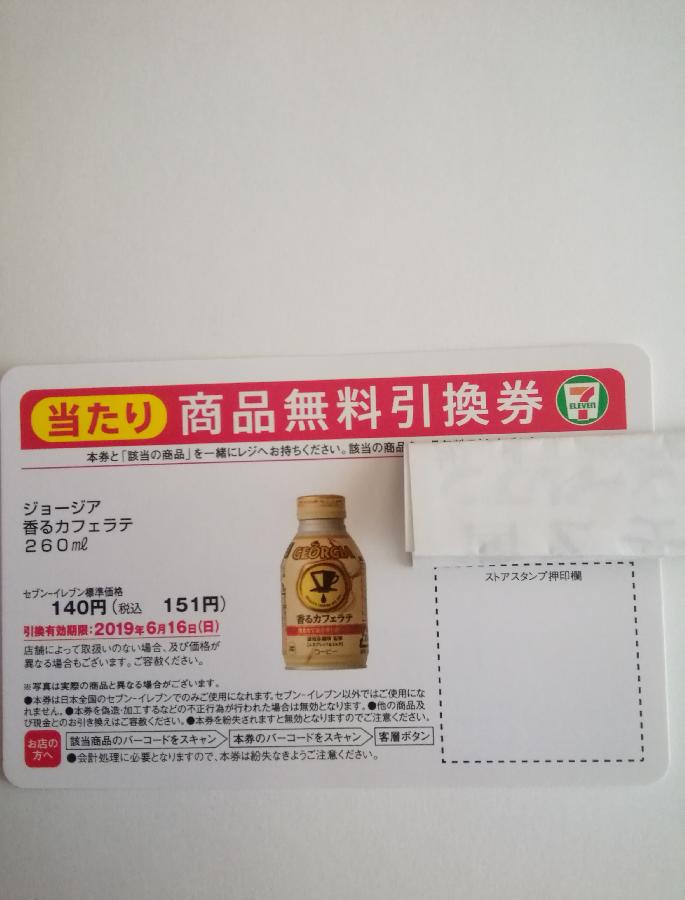 当たり 商品無料引換券
7
ELEVEN
本券と「該当の商品」を一緒にレジへお持ちください。該当の商品
ジョージア
香るカフェラテ
260㎖
セブン-イレブン標準価格
140円(税込 151円)
引換有効期限:2019年6月16日(日)
店舗によって取扱いのない場合、及び価格が
異なる場合もございます。ご容赦ください。
GEORGIA
香るカフェラテ
コーヒー
ストアスタンプ押印欄
※写真は実際の商品と異なる場合がございます。
●本券は日本全国のセブン-イレブンでのみご使用になれます。セブン-イレブン以外ではご使用にな
れません。●本券を偽造・加工するなどの不正行為が行われた場合は無効となります。●他の商品及
び現金とのお引き換えはご容赦ください。●本券を紛失されますと無効となりますのでご注意ください。
お店の
方へ
該当商品のバーコードをスキャン 本券のバーコードをスキャン 客層ボタン
●会計処理に必要となりますので、本券は紛失なきようご注意ください。